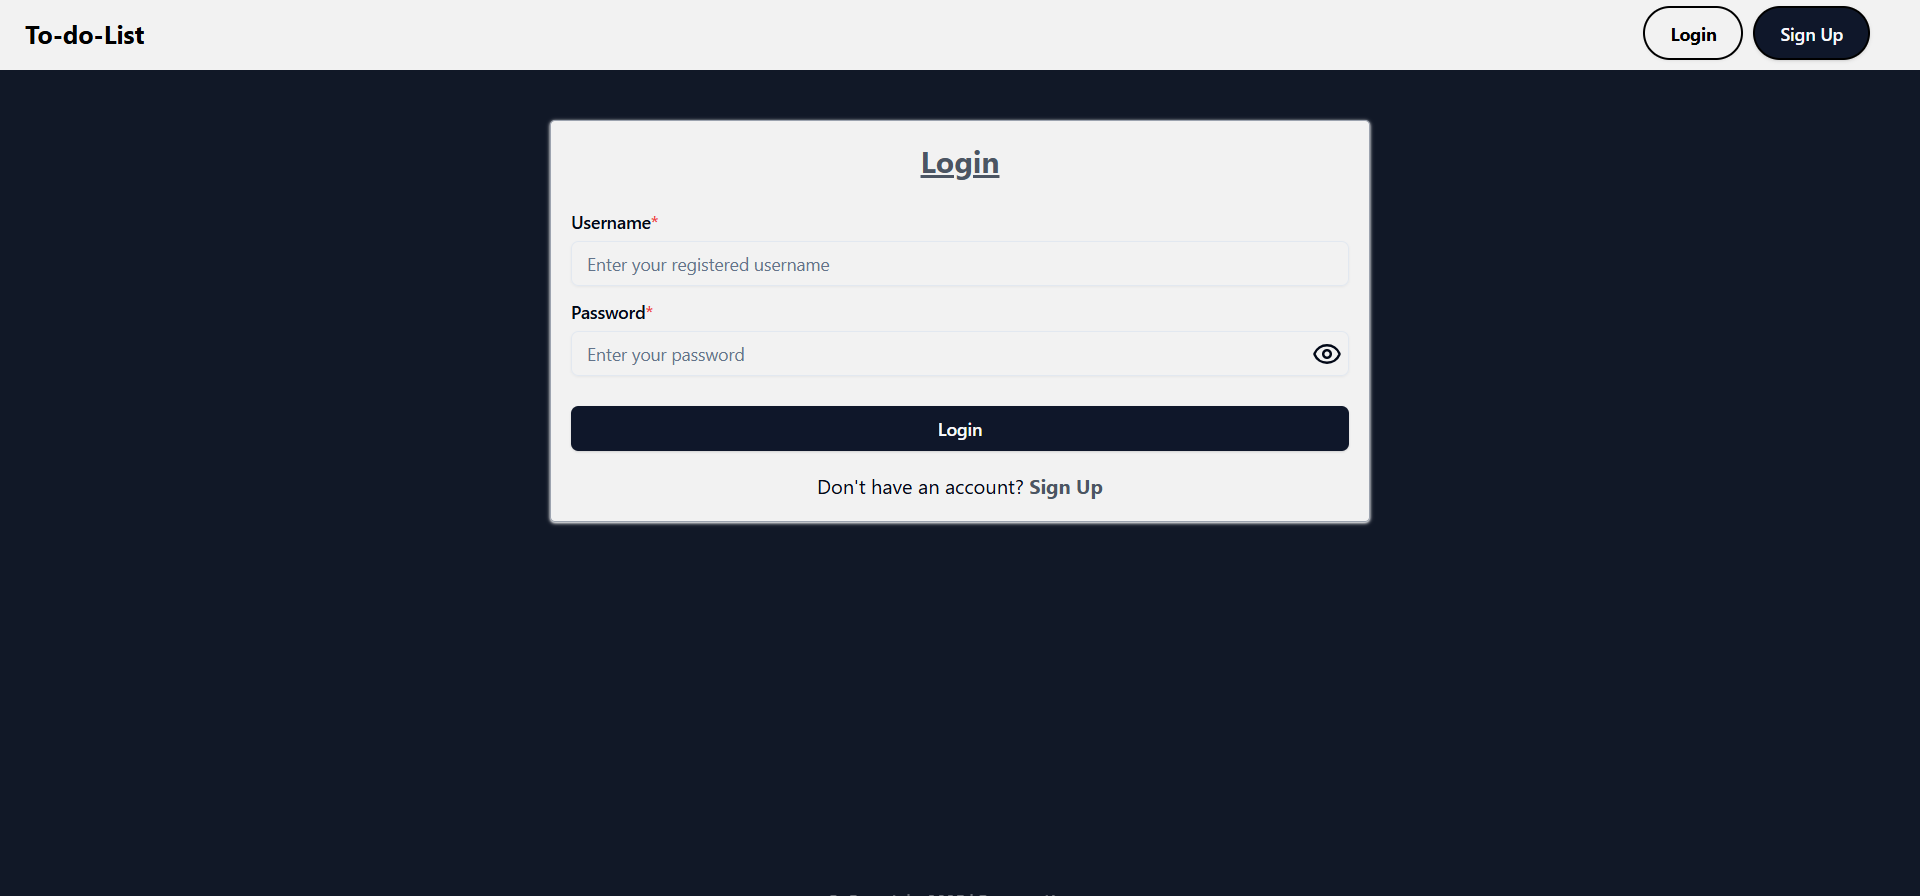 To-do-List
Login
Sign Up
Login
Username*
Enter your registered username
Password*
Enter your password
Login
Don't have an account? Sign Up